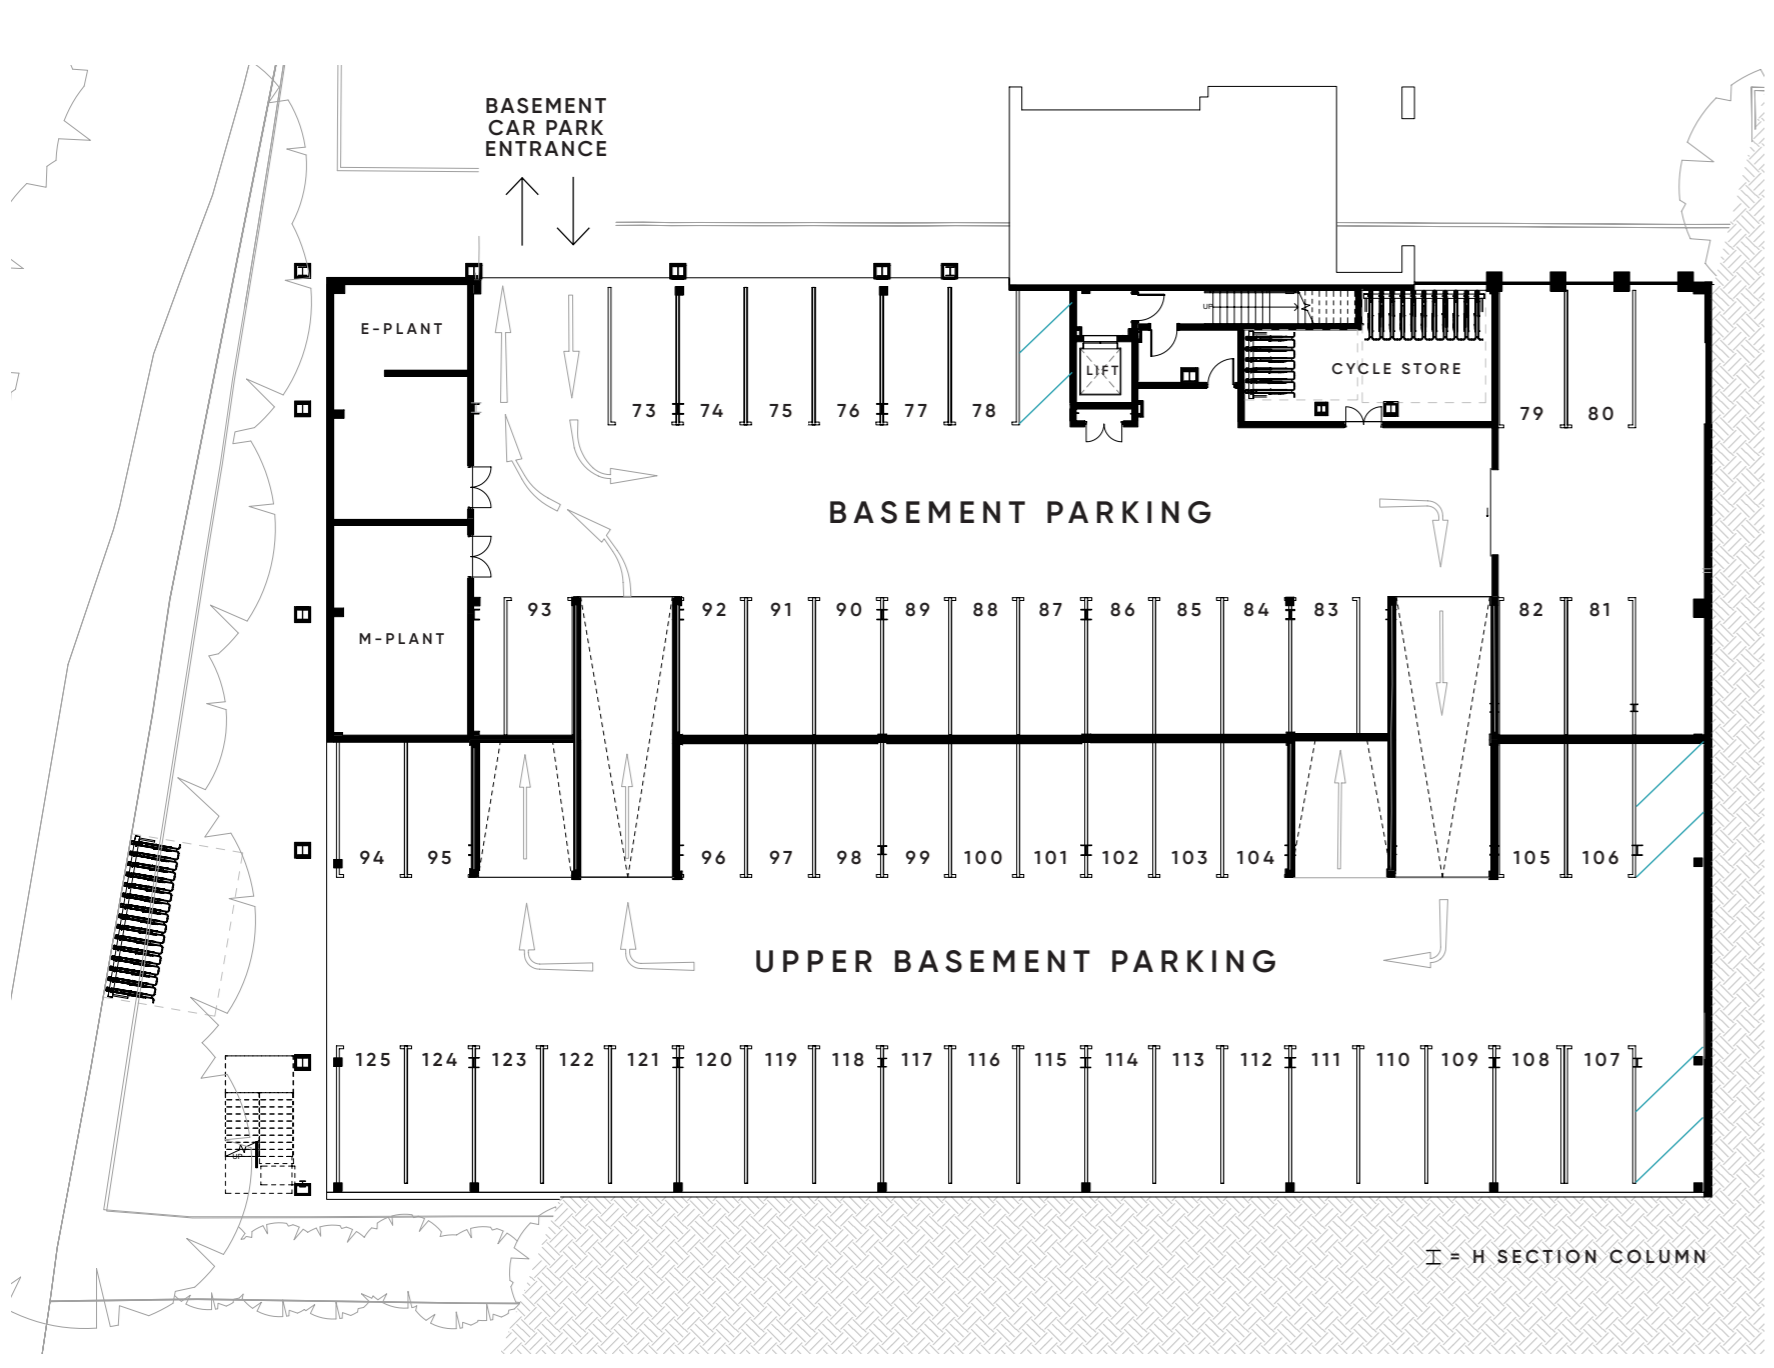 BASEMENT
CAR PARK
ENTRANCE
E-PLANT
UP
LIFT
CYCLE STORE
73 74 75 76 77 78
79 80
BASEMENT PARKING
M-PLANT
93 92 91 90 89 88 87 86 85 84 83 82 81
94 95 96 97 98 99 100 101 102 103 104 105 106
UPPER BASEMENT PARKING
125 124 123 122 121 120 119 118 117 116 115 114 113 112 111 110 109 108 107
UP
= H SECTION COLUMN